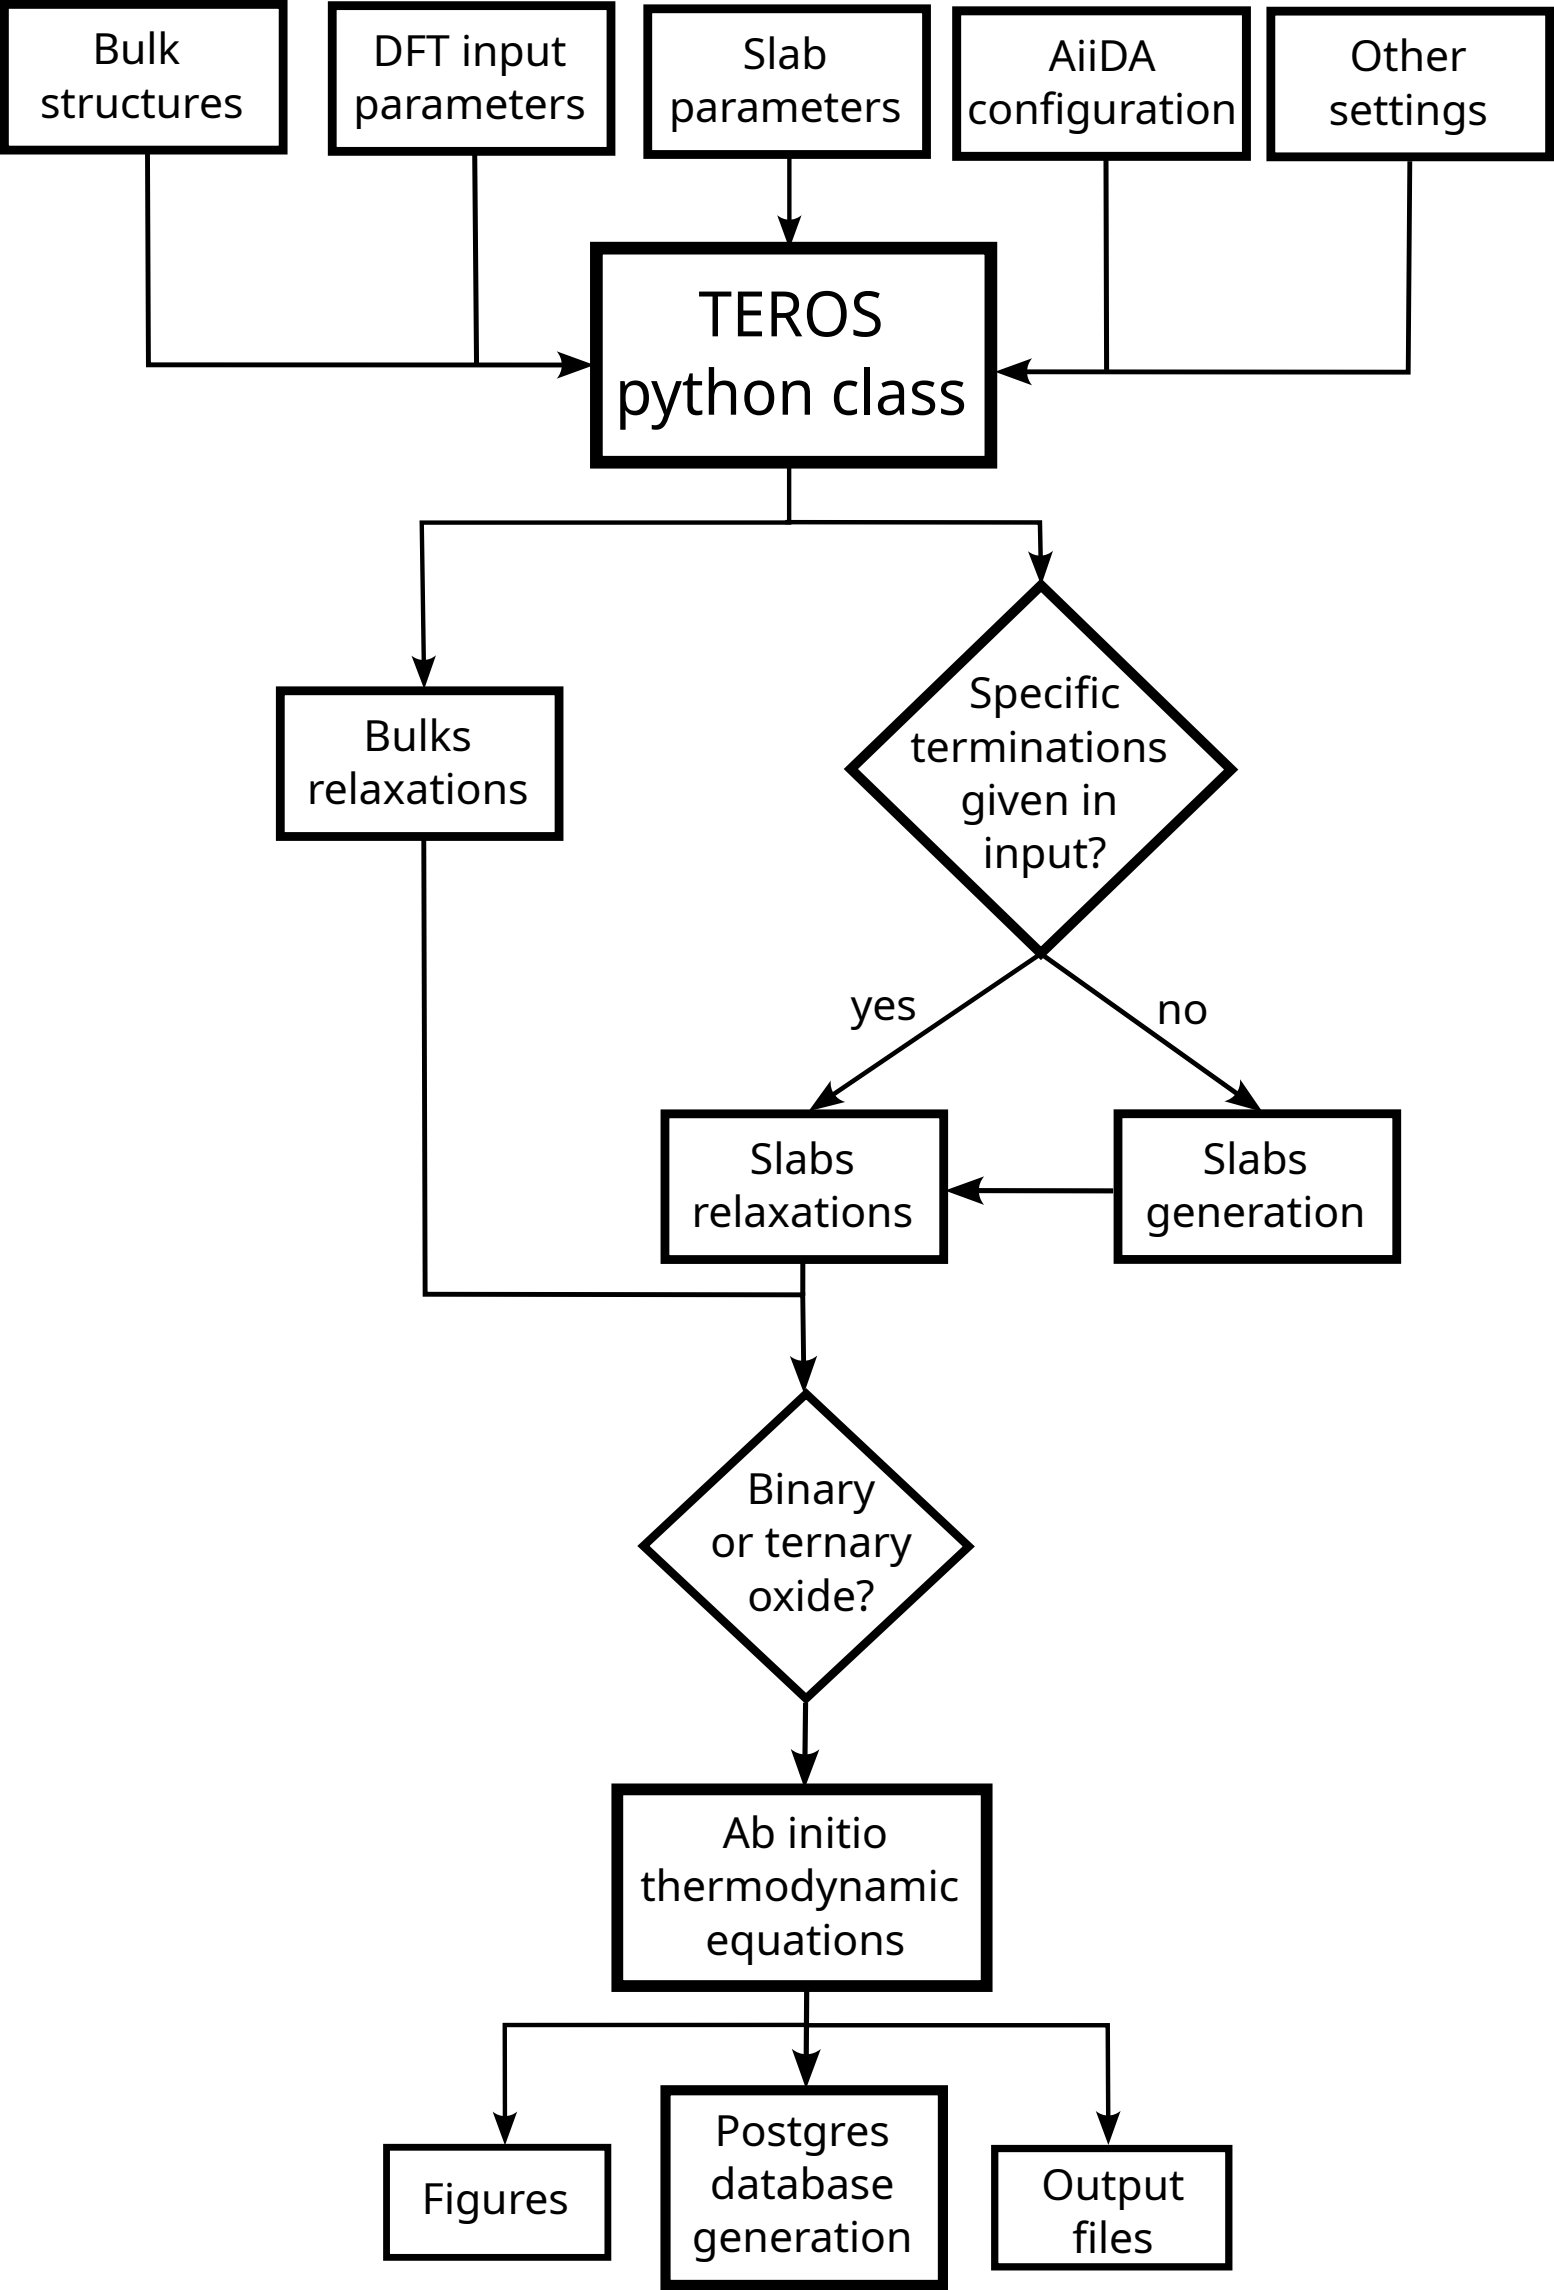 Bulk
structures
DFT input
parameters
Slab
parameters
AiiDA
configuration
Other
settings
TEROS
python class
Bulks
relaxations
Specific
terminations
given in
input?
yes
no
Slabs
relaxations
Slabs
generation
Binary
or ternary
oxide?
Ab initio
thermodynamic
equations
Figures
Postgres
database
generation
Output
files